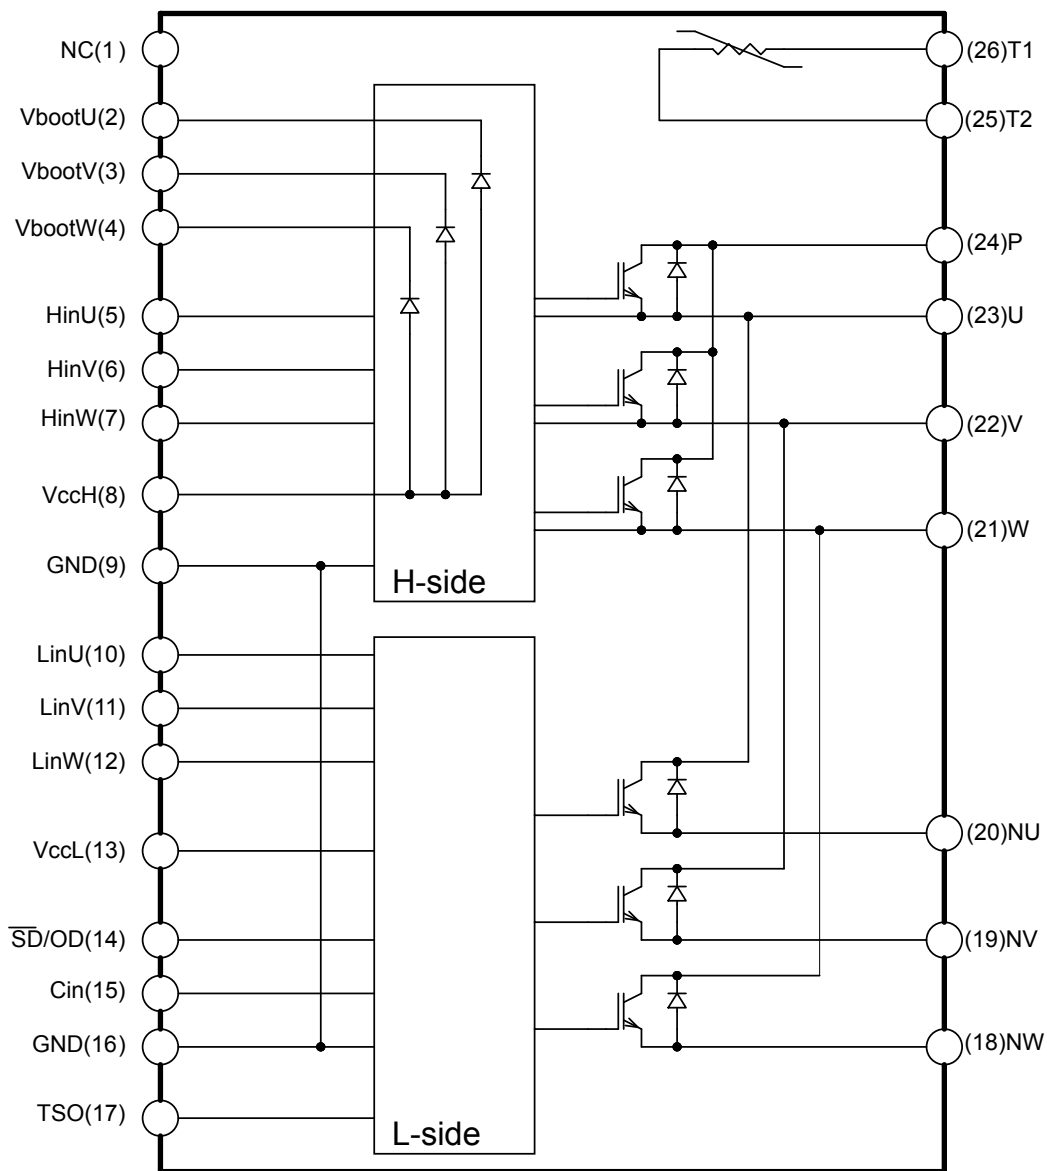 NC(1)
VbootU(2)
VbootV(3)
VbootW(4)
HinU(5)
HinV(6)
HinW(7)
VccH(8)
GND(9)
LinU(10)
LinV(11)
LinW(12)
VccL(13)
S̅D̅/OD(14)
Cin(15)
GND(16)
TSO(17)
H-side
L-side
(26)T1
(25)T2
(24)P
(23)U
(22)V
(21)W
(20)NU
(19)NV
(18)NW